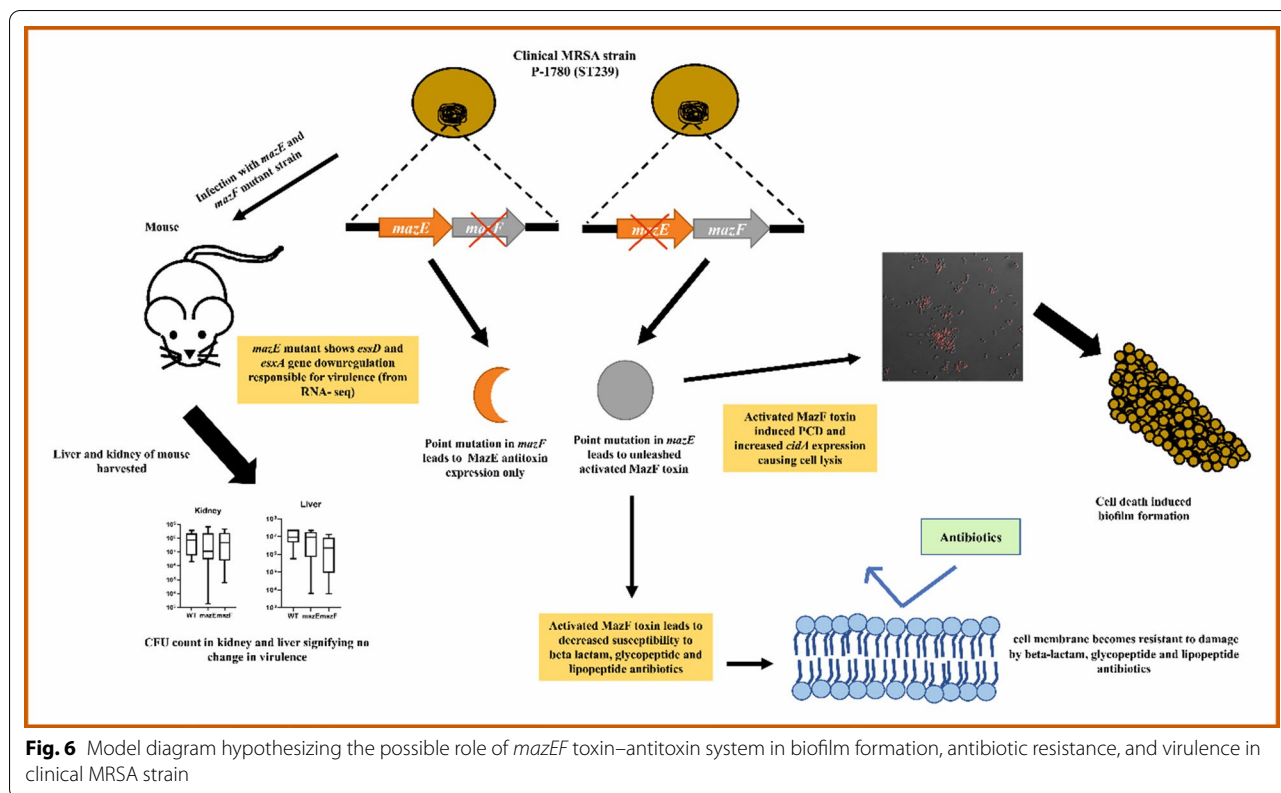 Clinical MRSA strain
P-1780 (ST239)
Infection with mazE and
mazF mutant strain
Mouse
mazE
mazF
mazE
mazF
mazE mutant shows essD and
esxA gene downregulation
responsible for virulence (from
RNA- seq)
Point mutation in mazF
leads to MazE antitoxin
expression only
Point mutation in mazE
leads to unleashed
activated MazF toxin
Activated MazF toxin
induced PCD and
increased cidA expression
causing cell lysis
Cell death induced
biofilm formation
Liver and kidney of mouse
harvested
Kidney
WT mazE mazF
Liver
WT mazE mazF
CFU count in kidney and liver signifying no
change in virulence
Activated MazF toxin leads to
decreased susceptibility to
beta lactam, glycopeptide and
lipopeptide antibiotics
Antibiotics
cell membrane becomes resistant to damage
by beta-lactam, glycopeptide and lipopeptide
antibiotics
Fig. 6 Model diagram hypothesizing the possible role of mazEF toxin–antitoxin system in biofilm formation, antibiotic resistance, and virulence in
clinical MRSA strain